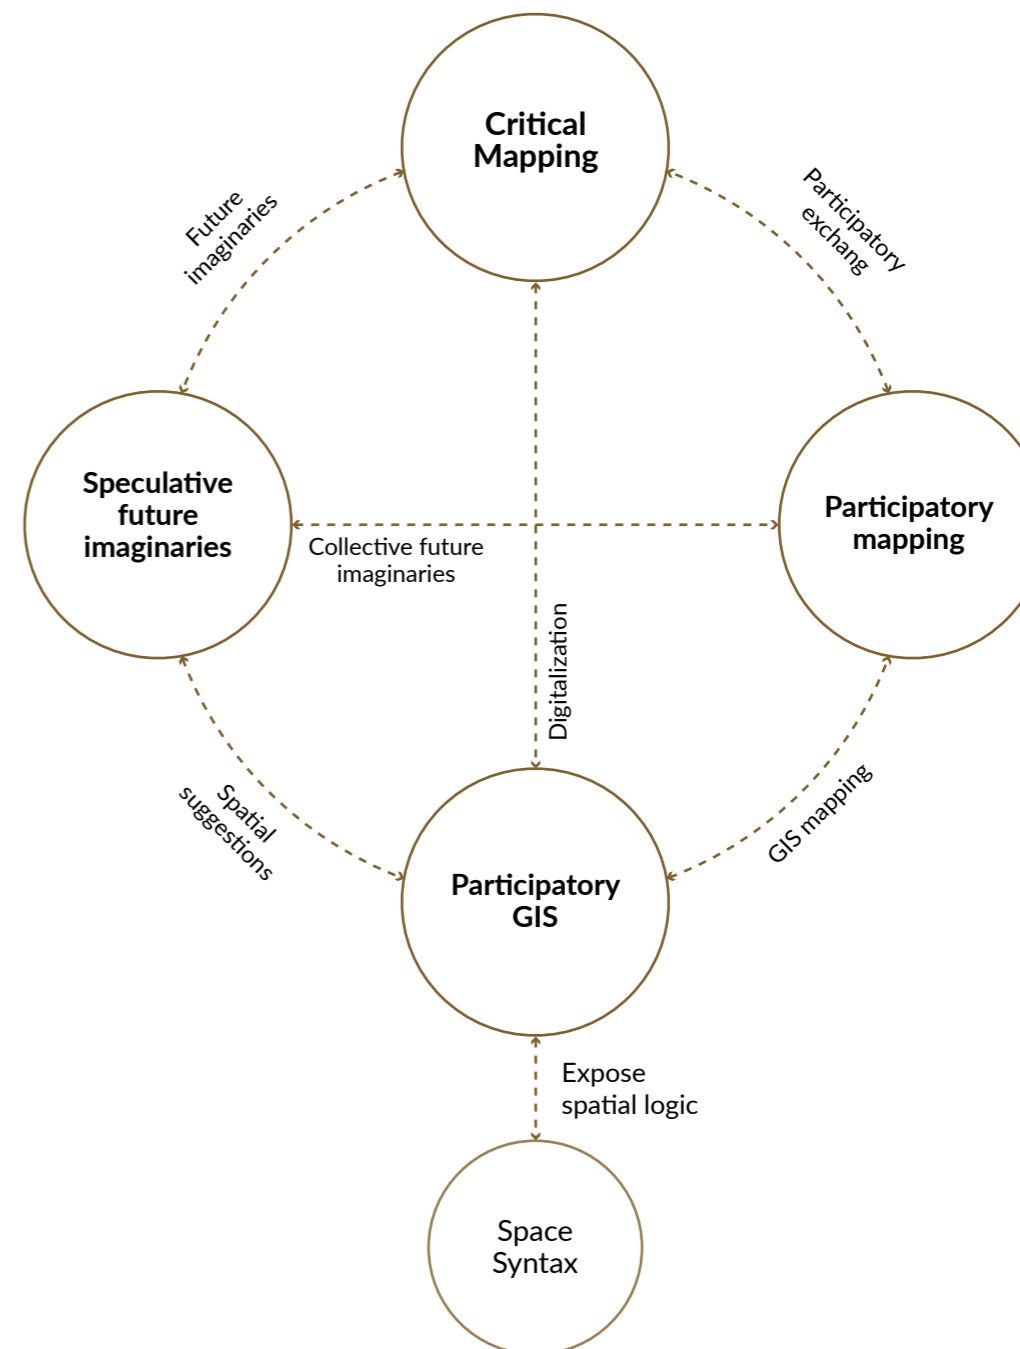 Critical
Mapping
Future
imaginaries
Participatory
exchang
Speculative
future
imaginaries
Participatory
mapping
Collective future
imaginaries
Digitalization
Spatial
suggestions
GIS mapping
Participatory
GIS
Expose
spatial logic
Space
Syntax